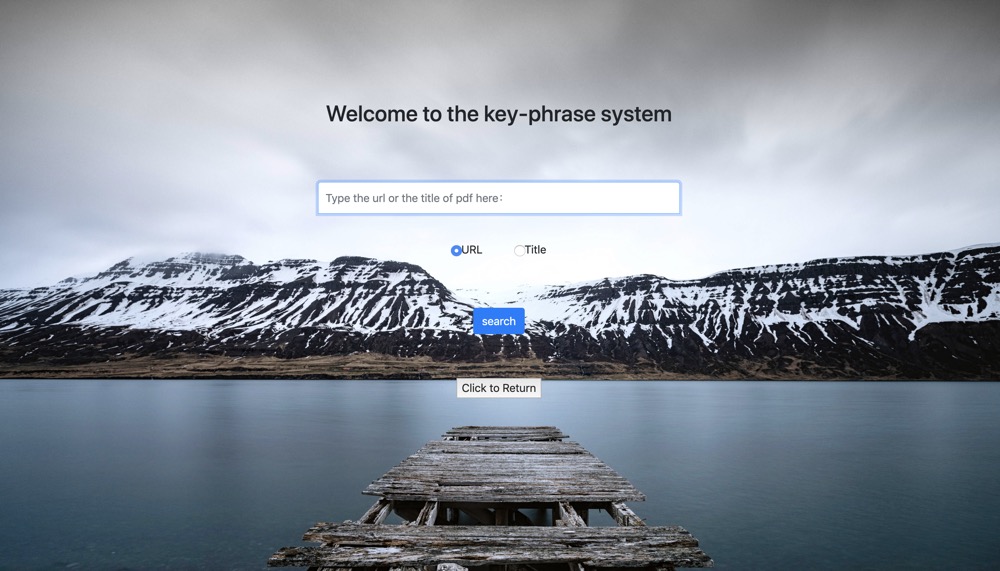 Welcome to the key-phrase system
Type the url or the title of pdf here：
URL Title
search
Click to Return